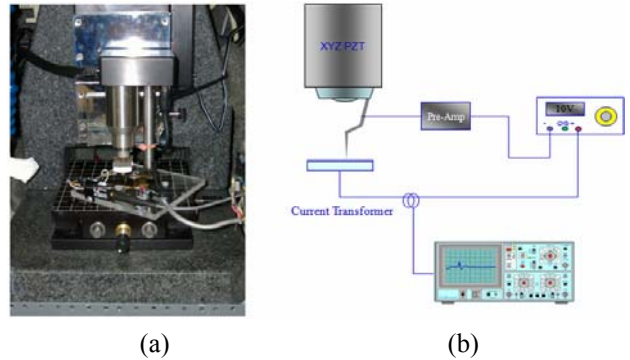 XYZ PZT
Pre-Amp
10V
Current Transformer
(a)
(b)